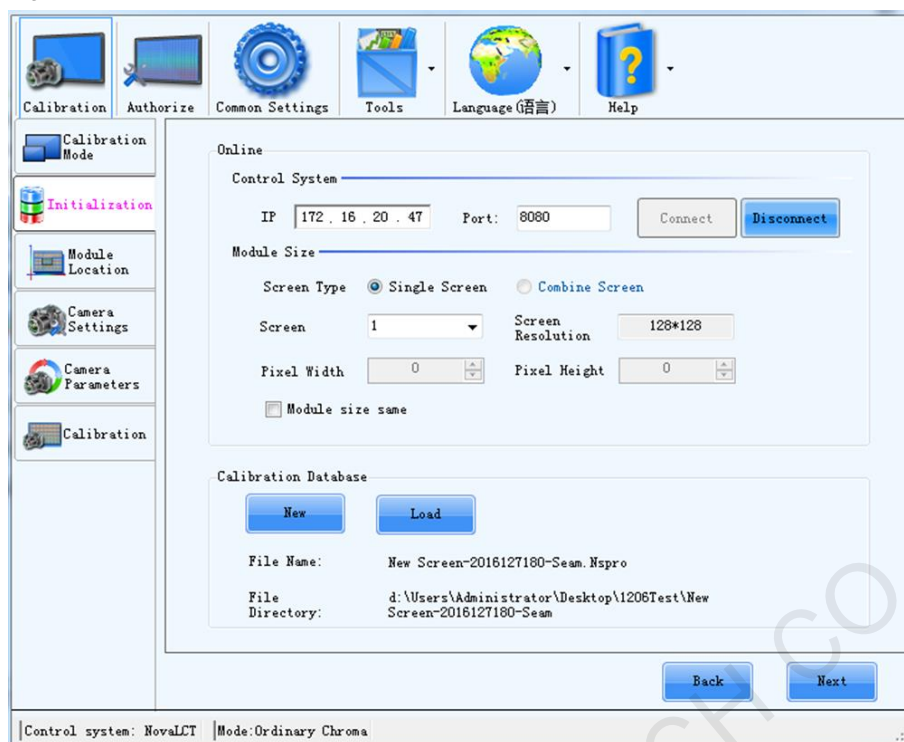 Calibration Authorize Common Settings Tools Language(语言) Help
Calibration
Mode
Initialization
Module
Location
Camera
Settings
Camera
Parameters
Calibration
Online
Control System
IP 172 . 16 . 20 . 47 Port: 8080 Connect Disconnect
Module Size
Screen Type Single Screen Combine Screen
Screen 1 Screen
Resolution 128*128
Pixel Width 0 Pixel Height 0
Module size same
Calibration Database
New Load
File Name: New Screen-2016127180-Seam.Nspro
File
Directory: d:\Users\Administrator\Desktop\1206Test\New
Screen-2016127180-Seam
Back Next
Control system: NovaLCT Mode:Ordinary Chroma
CH CO